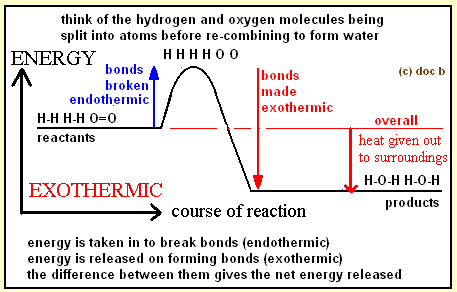 think of the hydrogen and oxygen molecules being
split into atoms before re-combining to form water
ENERGY
H H H H O O
bonds
broken
endothermic
bonds
made
exothermic
(c) doc b
H-H H-H O=O
reactants
overall
heat given out
to surroundings
H-O-H H-O-H
products
EXOTHERMIC
course of reaction
energy is taken in to break bonds (endothermic)
energy is released on forming bonds (exothermic)
the difference between them gives the net energy released